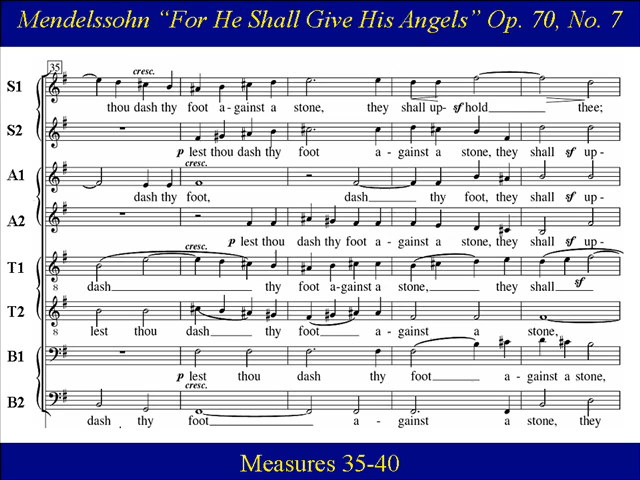 Mendelssohn “For He Shall Give His Angels” Op. 70, No. 7
35
cresc.
S1
thou dash thy foot a - gainst a stone, they shall up- sf hold thee;
S2
p lest thou dash thy foot a - gainst a stone, they shall sf up -
cresc.
A1
dash thy foot, dash thy foot, they shall sf up -
A2
p lest thou dash thy foot a - gainst a stone, they shall sf up -
cresc.
T1
dash thy foot a-gainst a stone, they shall sf
T2
8
8
lest thou dash thy foot a - gainst a stone,
B1
p lest thou dash thy foot a - gainst a stone,
cresc.
B2
dash thy foot a - gainst a stone, they
Measures 35-40